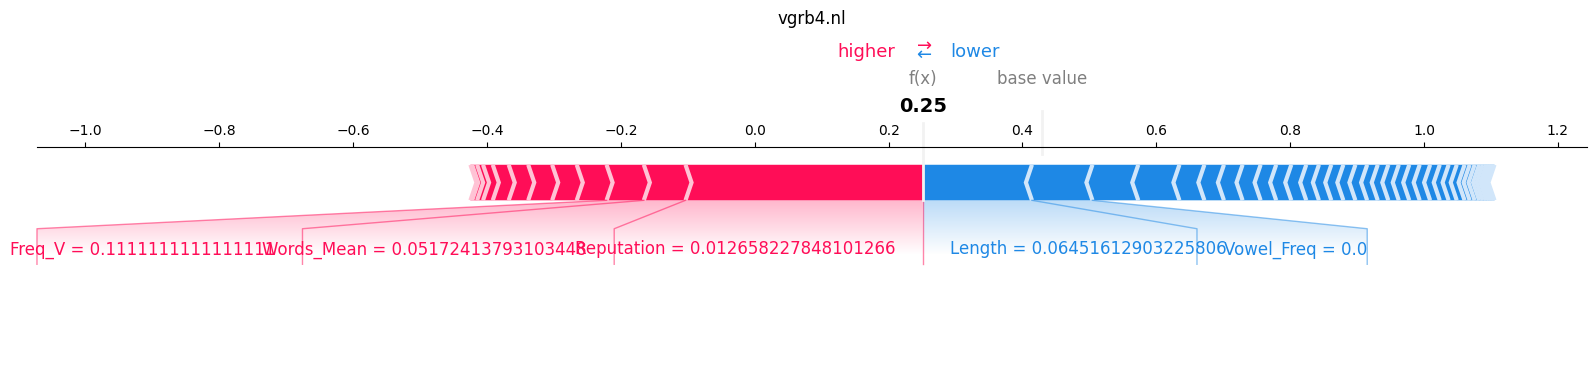 vgrb4.nl
higher ⇄ lower
f(x) base value
0.25
−1.0 −0.8 −0.6 −0.4 −0.2 0.0 0.2 0.4 0.6 0.8 1.0 1.2
Freq_V = 0.1111111111111111 Words_Mean = 0.05172413793103448 Reputation = 0.012658227848101266 Length = 0.06451612903225806 Vowel_Freq = 0.0